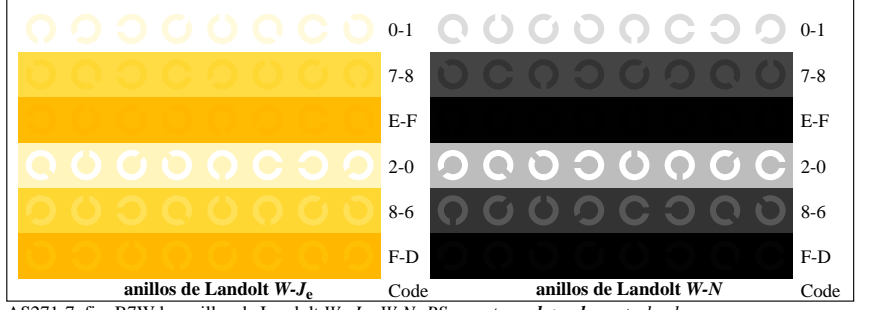 0-1 0-1
7-8 7-8
E-F E-F
2-0 2-0
8-6 8-6
F-D F-D
anillos de Landolt W-Je Code anillos de Landolt W-N Code